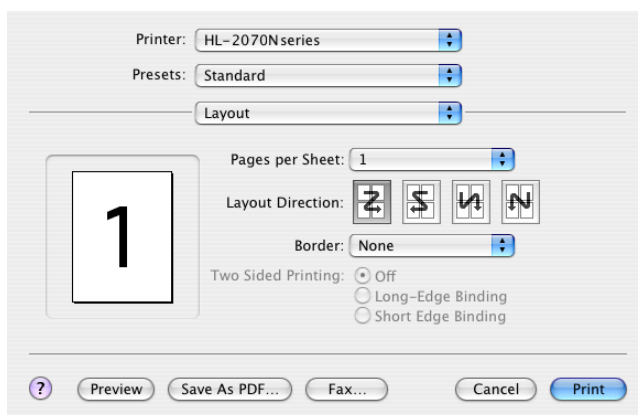 Printer: HL-2070N series
Presets: Standard
Layout
Pages per Sheet: 1
1
Layout Direction:
Border: None
Two Sided Printing: Off
Long-Edge Binding
Short Edge Binding
? Preview Save As PDF... Fax... Cancel Print